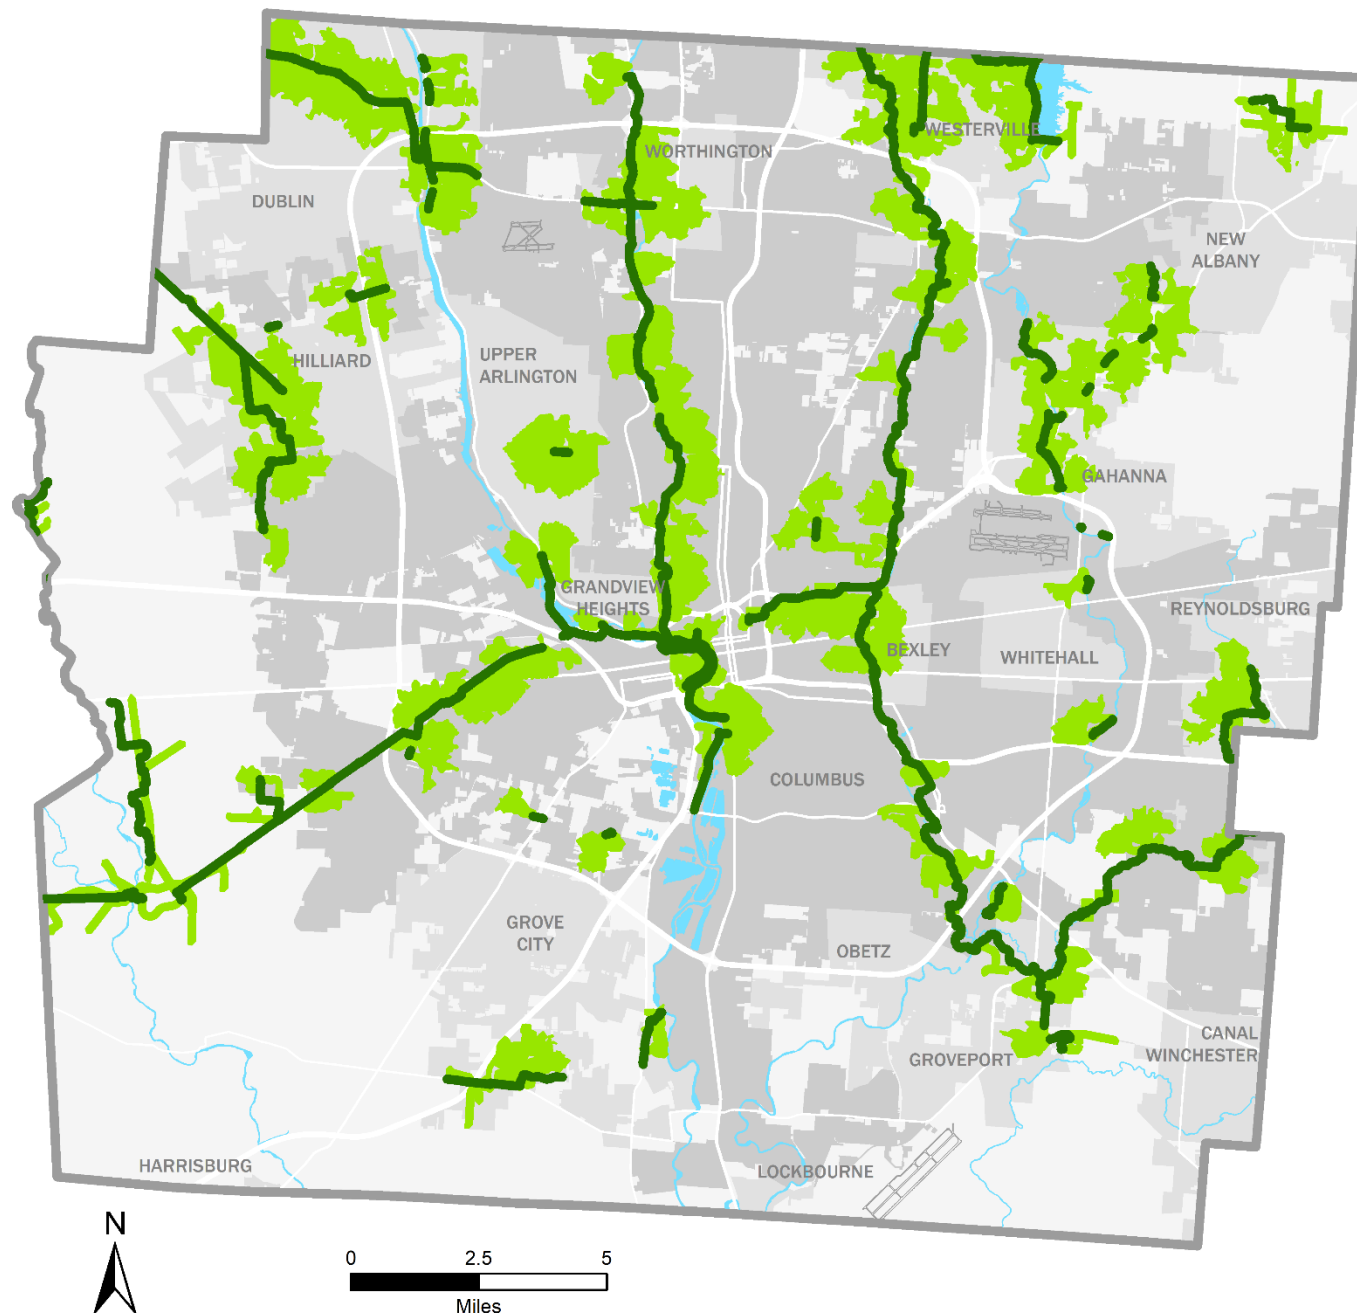 WESTERVILLE
WORTHINGTON
DUBLIN
NEW
ALBANY
HILLIARD
UPPER
ARLINGTON
GAHANNA
GRANDVIEW
HEIGHTS
REYNOLDSBURG
BEXLEY
WHITEHALL
COLUMBUS
GROVE
CITY
OBETZ
CANAL
WINCHESTER
GROVEPORT
HARRISBURG
LOCKBOURNE
N
0 2.5 5
Miles